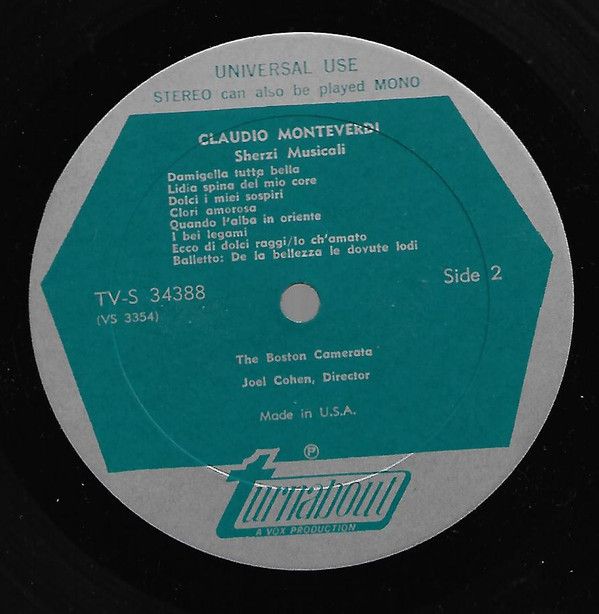 UNIVERSAL USE
STEREO can also be played MONO
CLAUDIO MONTEVERDI
Sherzi Musicali
Damigella tutta bella
Lidia spina del mio core
Dolci i miei sospiri
Clori amorosa
Quando l'alba in oriente
I bei legami
Ecco di dolci raggi/Io ch'amato
Balletto: De la bellezza le dovute lodi
Side 2
TV-S 34388
(VS 3354)
The Boston Camerata
Joel Cohen, Director
Made in U.S.A.
℗
turnabout
A VOX PRODUCTION